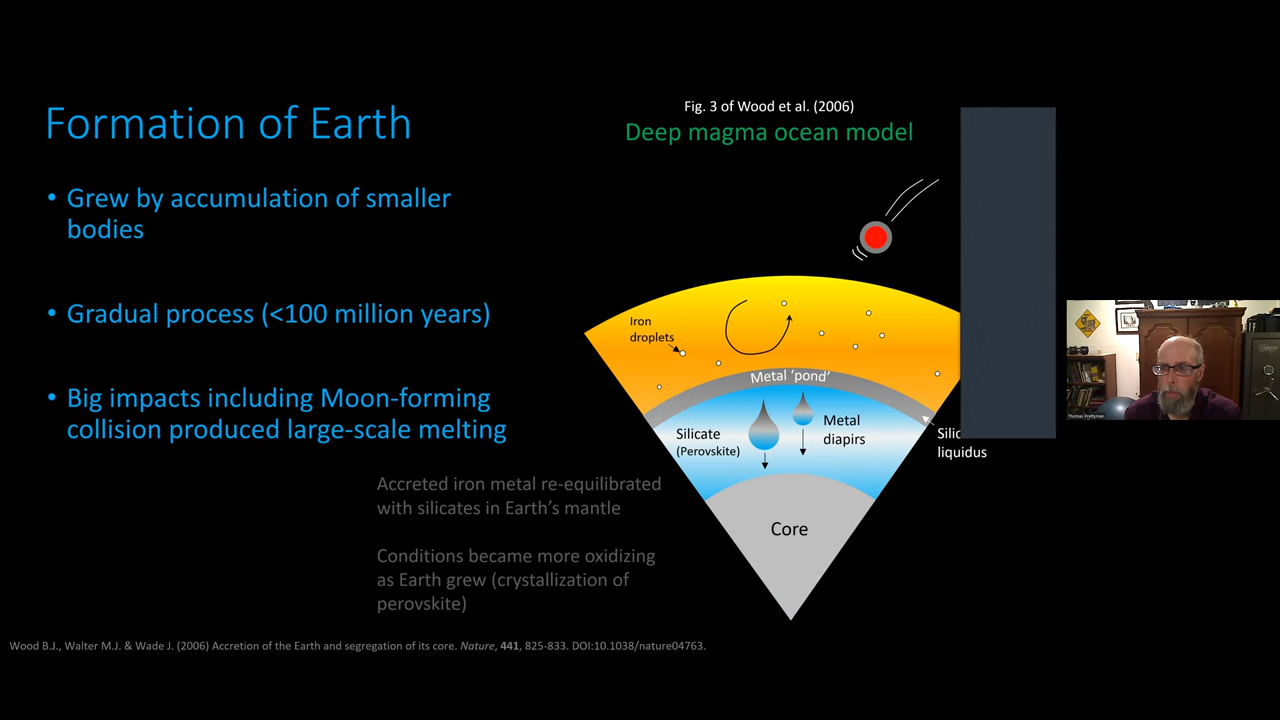 Formation of Earth
• Grew by accumulation of smaller
bodies
• Gradual process (<100 million years)
• Big impacts including Moon-forming
collision produced large-scale melting
Accreted iron metal re-equilibrated
with silicates in Earth's mantle
Conditions became more oxidizing
as Earth grew (crystallization of
perovskite)
Fig. 3 of Wood et al. (2006)
Deep magma ocean model
Iron
droplets
Metal 'pond'
Silicate
(Perovskite)
Metal
diapirs
liquidus
Core
Thomas Prettyman
Wood B.J., Walter M.J. & Wade J. (2006) Accretion of the Earth and segregation of its core. Nature, 441, 825-833. DOI:10.1038/nature04763.